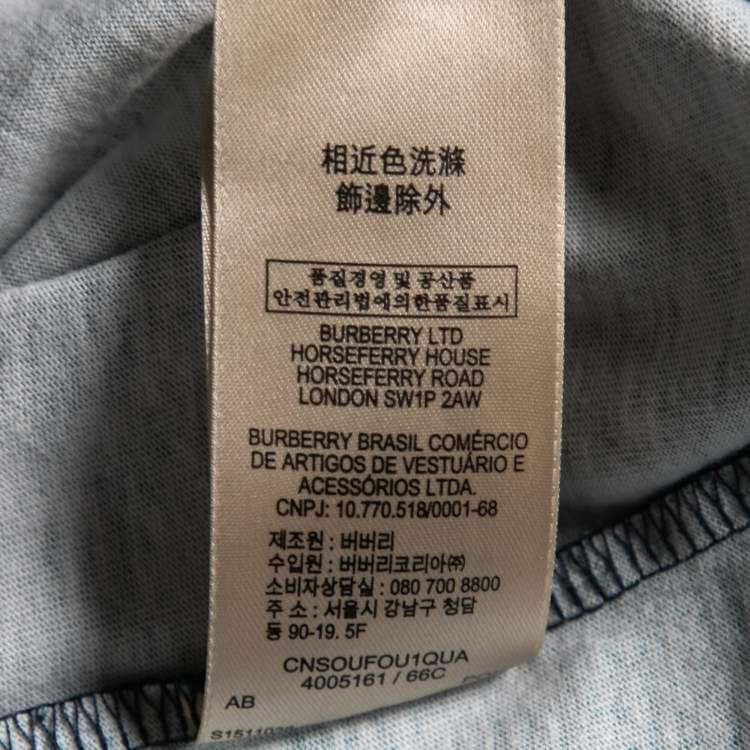 相近色洗滌
飾邊除外
품질경영 및 공산품
안전관리법에의한품질표시
BURBERRY LTD
HORSEFERRY HOUSE
HORSEFERRY ROAD
LONDON SW1P 2AW
BURBERRY BRASIL COMÉRCIO
DE ARTIGOS DE VESTUÁRIO E
ACESSÓRIOS LTDA.
CNPJ: 10.770.518/0001-68
제조원 : 버버리
수입원 : 버버리코리아㈜
소비자상담실 : 080 700 8800
주 소 : 서울시 강남구 청담
동 90-19. 5F
CNSOUFOU1QUA
4005161 / 66C
AB